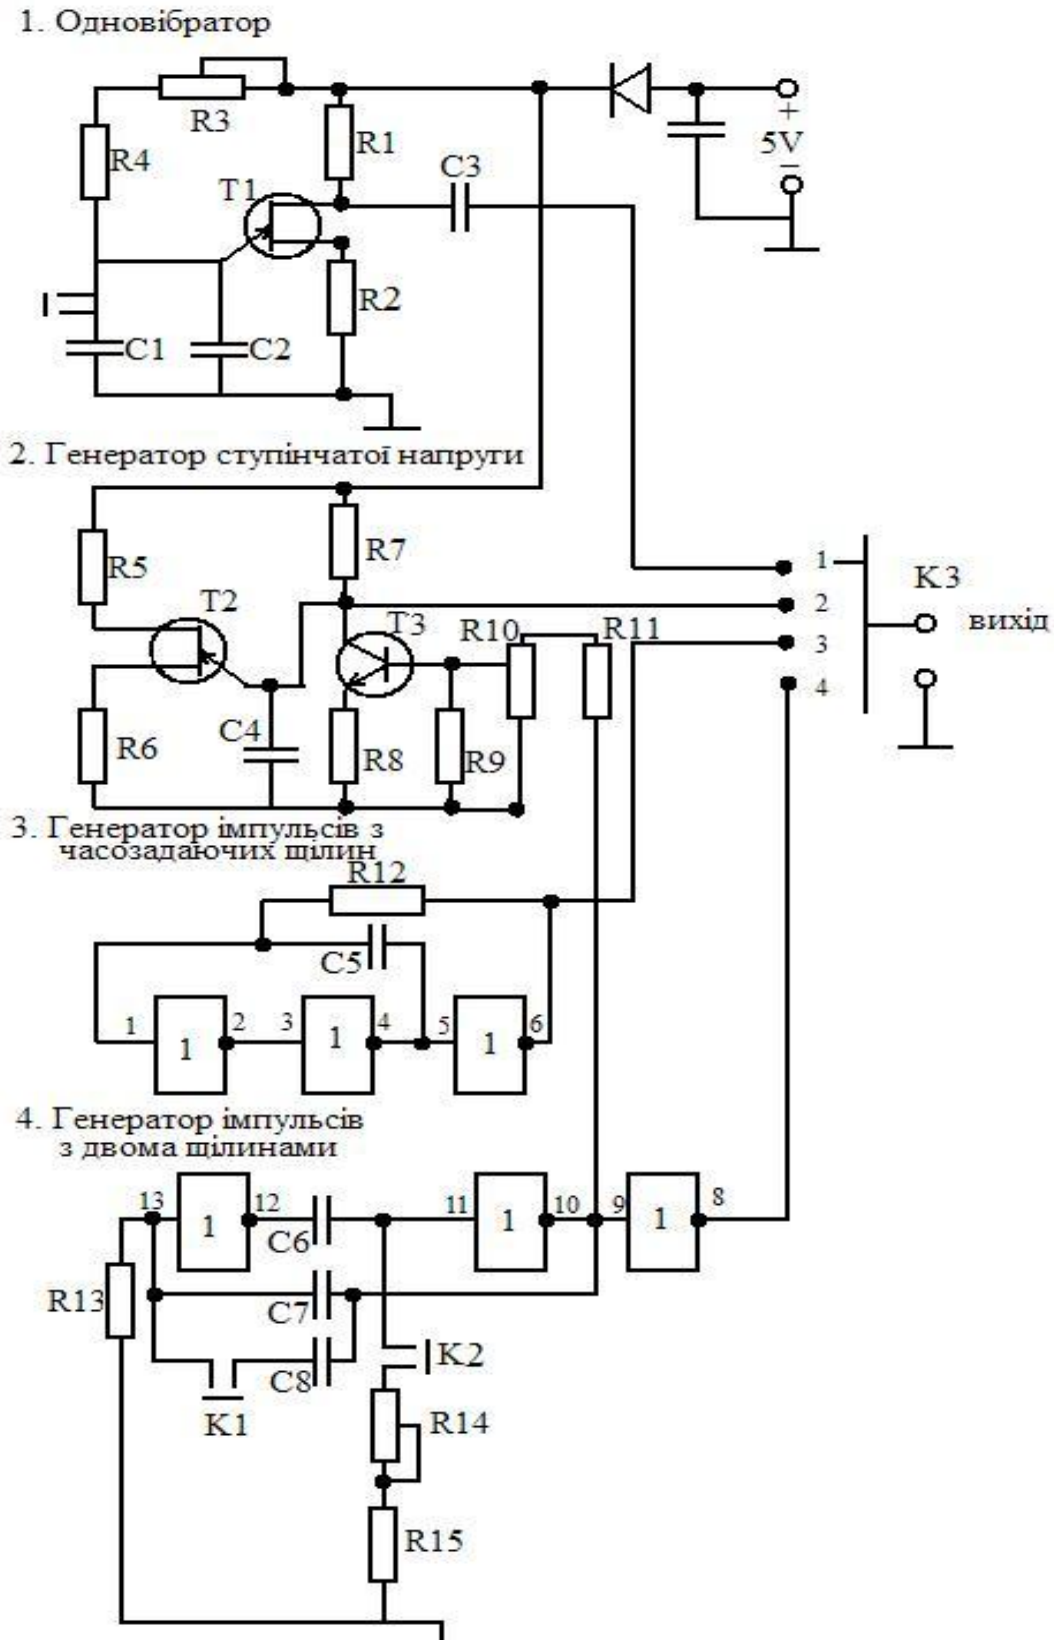 1. Одновібратор
R3
R4
R1
T1
C3
+
5V
–
R2
C1
C2
2. Генератор ступінчатої напруги
R5
R7
T2
T3
R10
R11
1
2
3
4
K3
вихід
C4
R6
R8
R9
3. Генератор імпульсів з
часозадаючих щілин
R12
C5
1
1
2
3
1
4
5
1
6
4. Генератор імпульсів
з двома щілинами
13
1
12
C6
11
1
10
9
1
8
R13
C7
K2
C8
K1
R14
R15